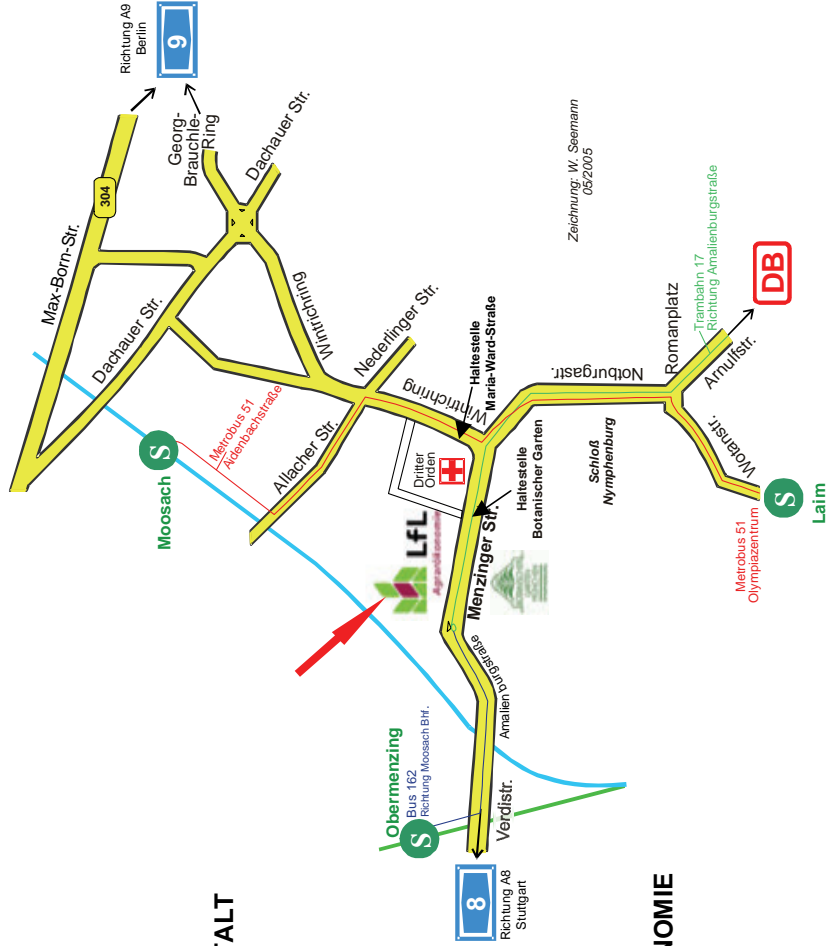 Richtung A9
Berlin
9
Georg-
Brauchle-
Ring
304
Max-Born-Str.
Dachauer Str.
Dachauer Str.
Wintrichring
Nederlinger Str.
Zeichnung: W. Seemann
05/2005
S
Moosach
Metrobus 51
Aidenbachstraße
Allacher Str.
Wintrichring
Haltestelle
Maria-Ward-Straße
Dritter
Orden
Haltestelle
Botanischer Garten
Notburgastr.
Romanplatz
Trambahn 17
Richtung Amalienburgstraße
DB
Arnulfstr.
Schloß
Nymphenburg
Wotanstr.
S
Laim
Metrobus 51
Olympiazentrum
LfL
Agrarökonomie
Menzinger Str.
Amalien burgstraße
Obermenzing
Bus 162
Richtung Moosach Bhf.
S
Verdistr.
8
Richtung A8
Stuttgart
TALT
NOMIE